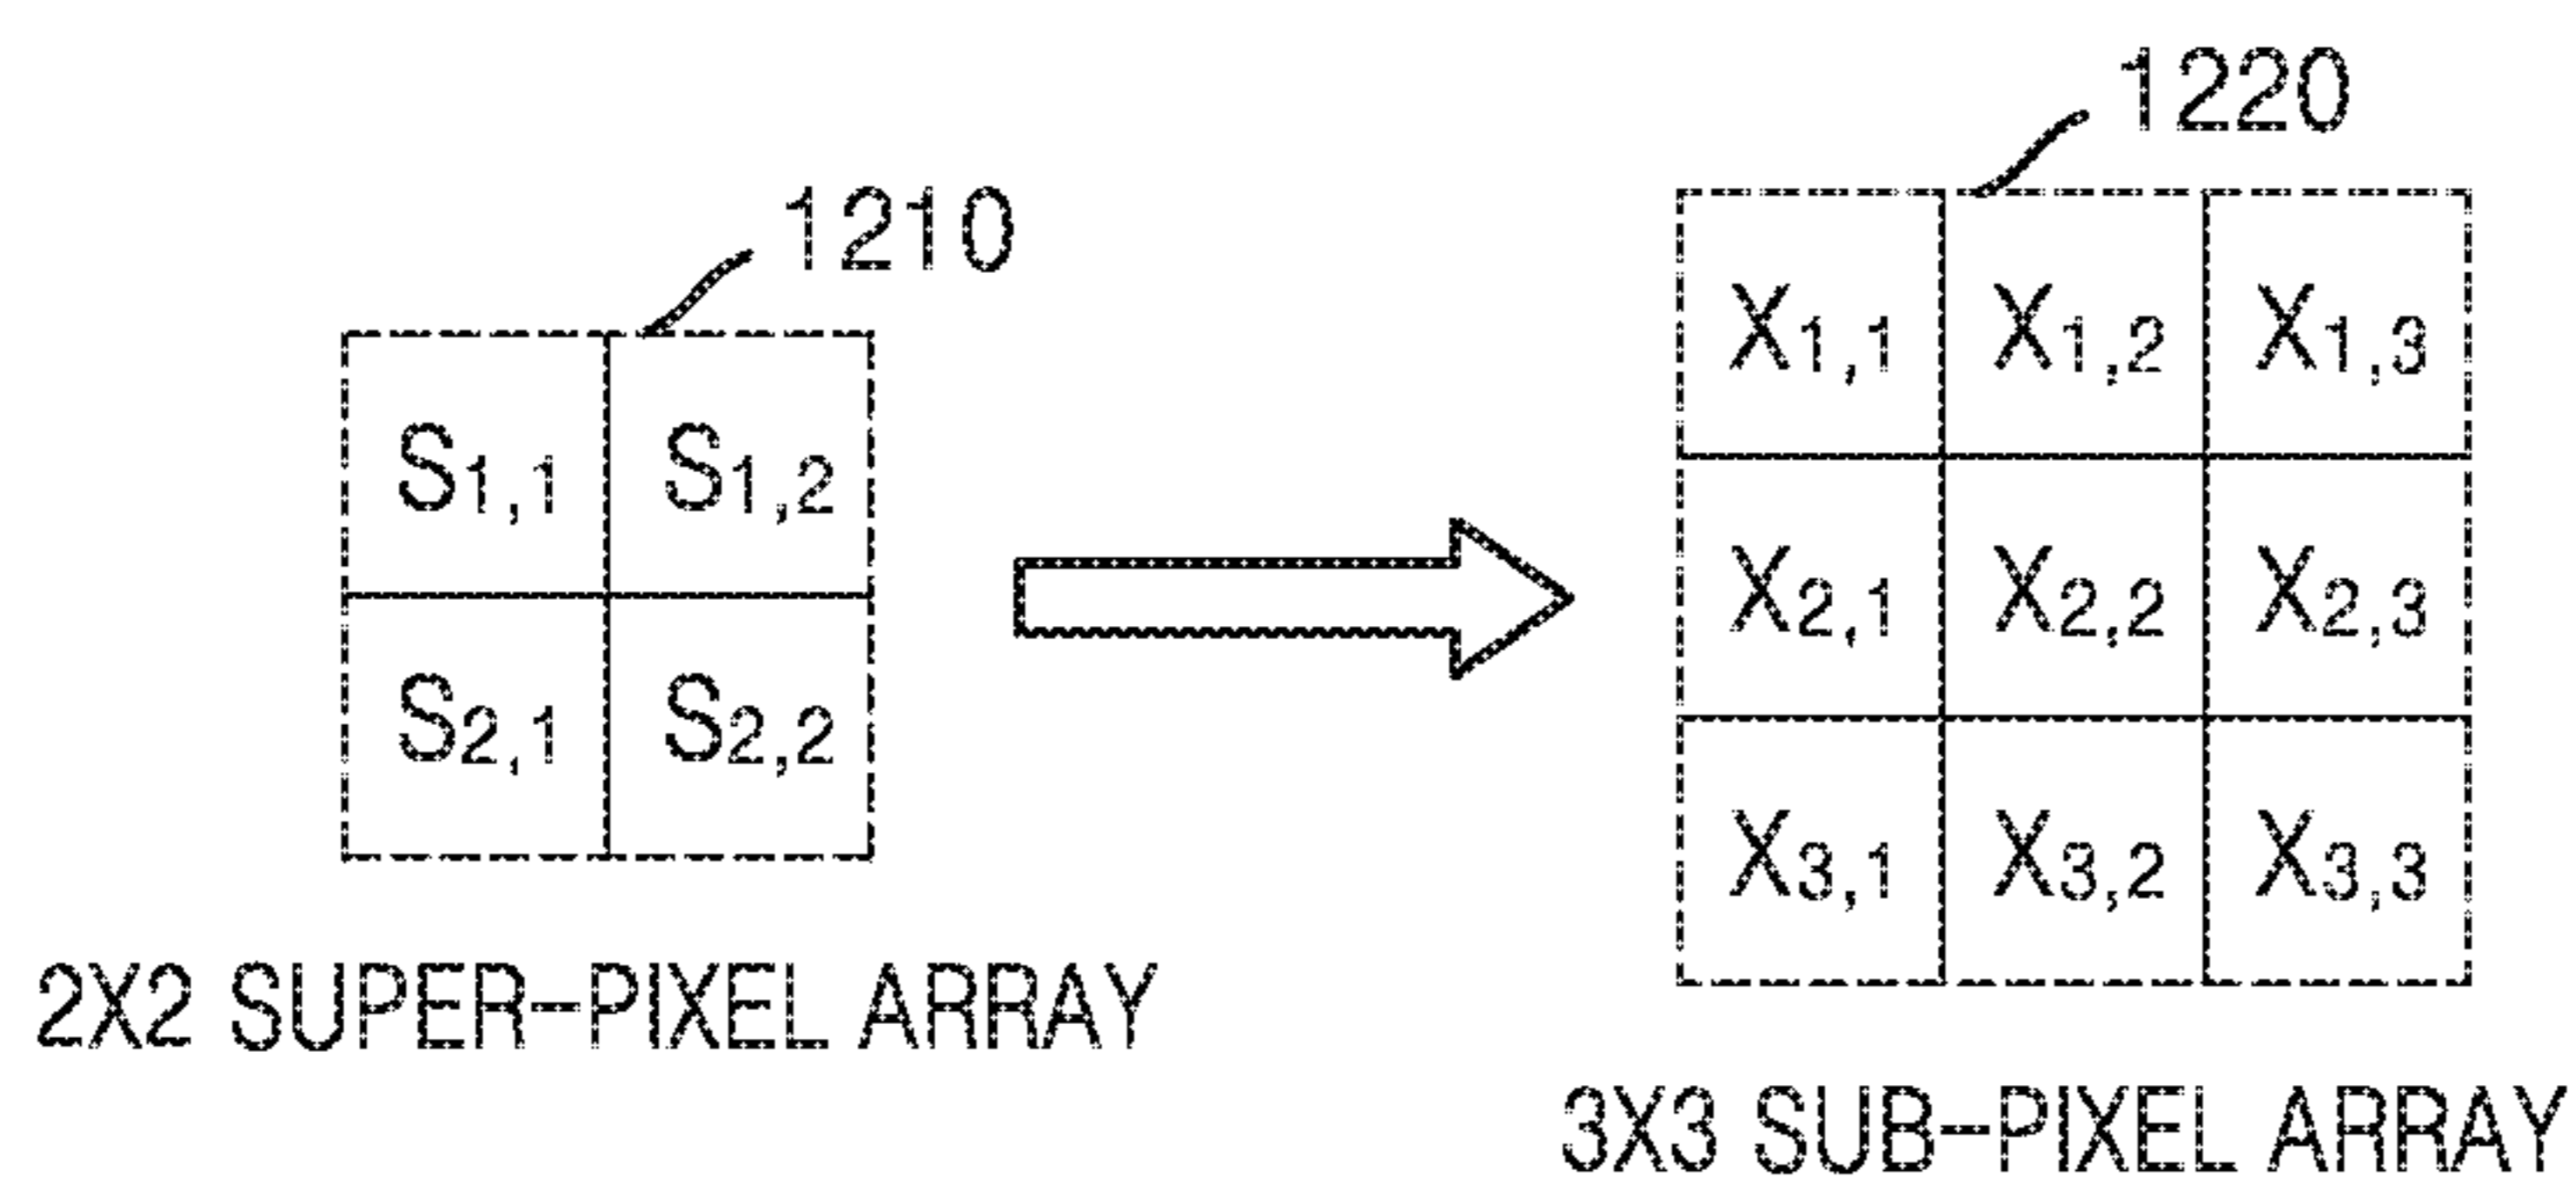 1210
S1,1 S1,2
S2,1 S2,2
2X2 SUPER-PIXEL ARRAY
1220
X1,1 X1,2 X1,3
X2,1 X2,2 X2,3
X3,1 X3,2 X3,3
3X3 SUB-PIXEL ARRAY